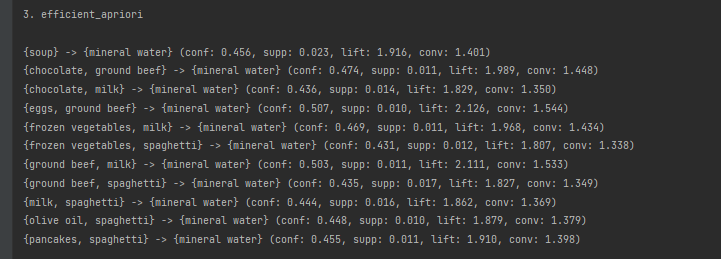 3. efficient_apriori
{soup} -> {mineral water} (conf: 0.456, supp: 0.023, lift: 1.916, conv: 1.401)
{chocolate, ground beef} -> {mineral water} (conf: 0.474, supp: 0.011, lift: 1.989, conv: 1.448)
{chocolate, milk} -> {mineral water} (conf: 0.436, supp: 0.014, lift: 1.829, conv: 1.350)
{eggs, ground beef} -> {mineral water} (conf: 0.507, supp: 0.010, lift: 2.126, conv: 1.544)
{frozen vegetables, milk} -> {mineral water} (conf: 0.469, supp: 0.011, lift: 1.968, conv: 1.434)
{frozen vegetables, spaghetti} -> {mineral water} (conf: 0.431, supp: 0.012, lift: 1.807, conv: 1.338)
{ground beef, milk} -> {mineral water} (conf: 0.503, supp: 0.011, lift: 2.111, conv: 1.533)
{ground beef, spaghetti} -> {mineral water} (conf: 0.435, supp: 0.017, lift: 1.827, conv: 1.349)
{milk, spaghetti} -> {mineral water} (conf: 0.444, supp: 0.016, lift: 1.862, conv: 1.369)
{olive oil, spaghetti} -> {mineral water} (conf: 0.448, supp: 0.010, lift: 1.879, conv: 1.379)
{pancakes, spaghetti} -> {mineral water} (conf: 0.455, supp: 0.011, lift: 1.910, conv: 1.398)